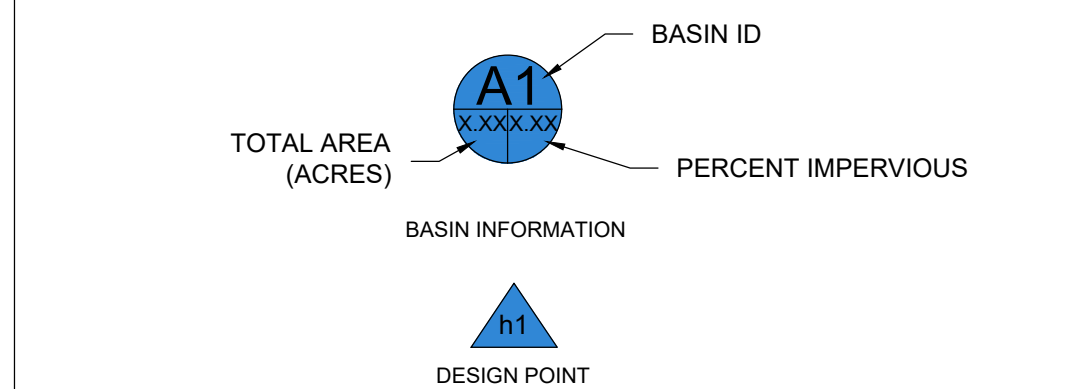 BASIN ID
A1
X.XX X.XX
TOTAL AREA
(ACRES)
PERCENT IMPERVIOUS
BASIN INFORMATION
h1
DESIGN POINT